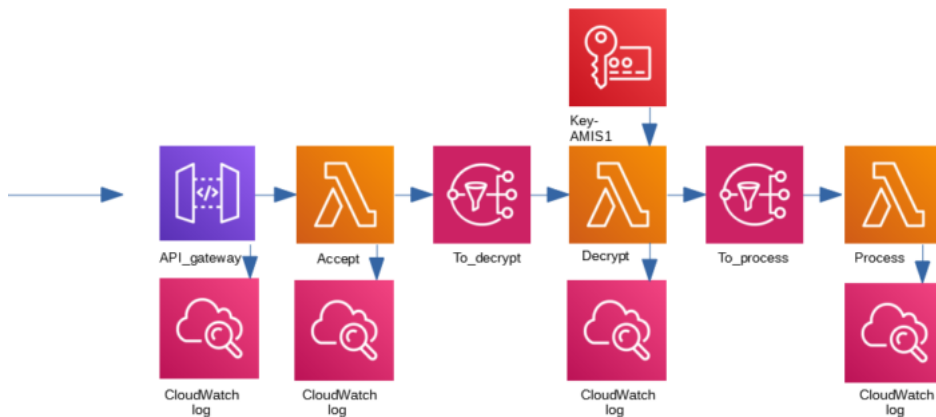 Key-
AMIS1
API_gateway
Accept
To_decrypt
Decrypt
To_process
Process
CloudWatch
log
CloudWatch
log
CloudWatch
log
CloudWatch
log